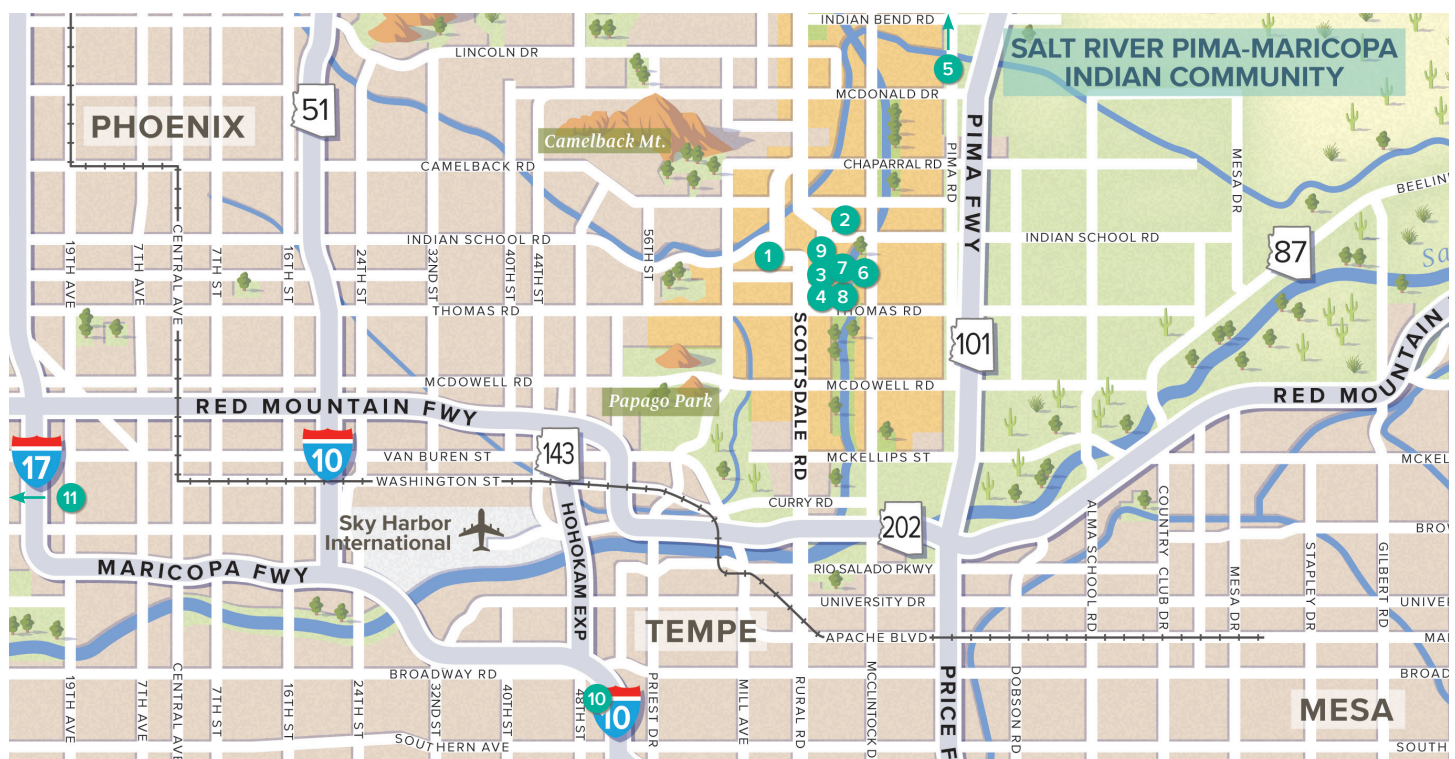 INDIAN BEND RD
SALT RIVER PIMA-MARICOPA
INDIAN COMMUNITY
LINCOLN DR
5
MCDONALD DR
51
PHOENIX
Camelback Mt.
PIMA FWY
CAMELBACK RD
CHAPARRAL RD
PIMA RD
MESA DR
BEELIN
2
INDIAN SCHOOL RD
INDIAN SCHOOL RD
87
Sa
1
9
3
7
6
4
8
19TH AVE
7TH AVE
CENTRAL AVE
7TH ST
16TH ST
24TH ST
32ND ST
40TH ST
44TH ST
56TH ST
THOMAS RD
THOMAS RD
SCOTTSDALE RD
101
MCDOWELL RD
MCDOWELL RD
Papago Park
RED MOUNTAIN FWY
RED MOUNTAIN
17
10
143
VAN BUREN ST
MCKELLIPS ST
MCKEL
WASHINGTON ST
11
CURRY RD
Sky Harbor
International
HOHOKAM EXP
202
ALMA SCHOOL RD
COUNTRY CLUB DR
BROW
MARICOPA FWY
RIO SALADO PKWY
MESA DR
STAPLEY DR
GILBERT RD
UNIVERSITY DR
UNIVER
TEMPE
APACHE BLVD
MAI
BROADWAY RD
BROAD
19TH AVE
7TH AVE
CENTRAL AVE
7TH ST
16TH ST
24TH ST
32ND ST
40TH ST
48TH ST
10
10
PRIEST DR
MILL AVE
RURAL RD
MCCLINTOCK D
PRICE F
DOBSON RD
MESA
SOUTHERN AVE
SOUTH